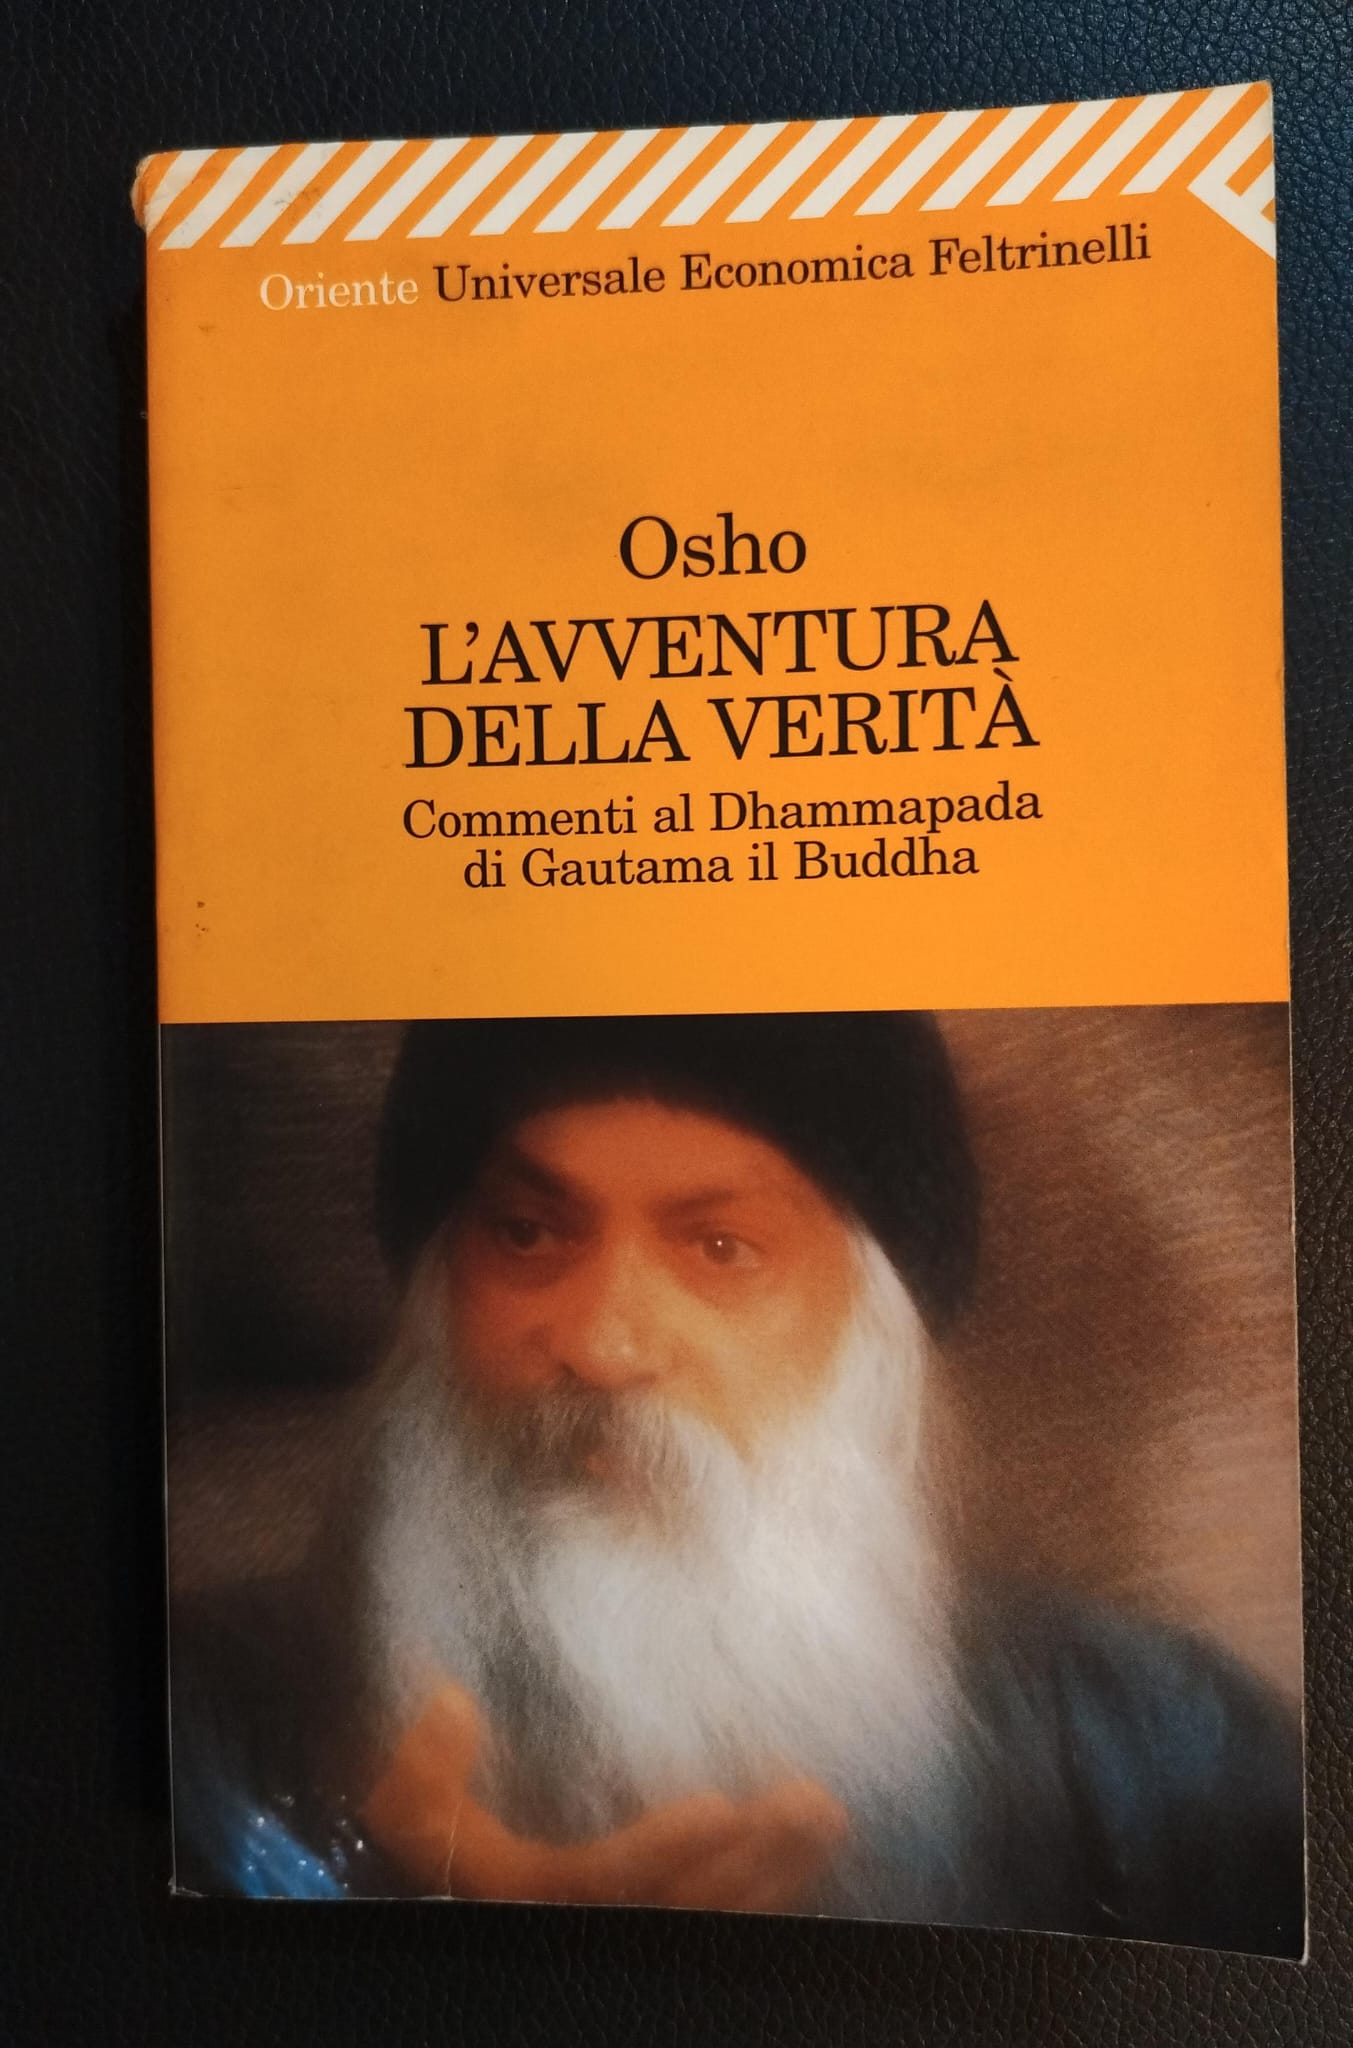 Oriente Universale Economica Feltrinelli
Osho
L'AVVENTURA
DELLA VERITÀ
Commenti al Dhammapada
di Gautama il Buddha